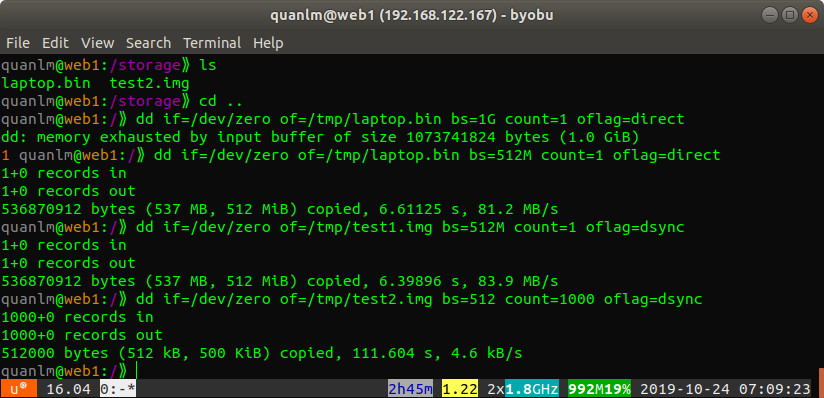 quanlm@web1 (192.168.122.167) - byobu
File Edit View Search Terminal Help
quanlm@web1:/storage⟫ ls
laptop.bin  test2.img
quanlm@web1:/storage⟫ cd ..
quanlm@web1:/⟫ dd if=/dev/zero of=/tmp/laptop.bin bs=1G count=1 oflag=direct
dd: memory exhausted by input buffer of size 1073741824 bytes (1.0 GiB)
1 quanlm@web1:/⟫ dd if=/dev/zero of=/tmp/laptop.bin bs=512M count=1 oflag=direct
1+0 records in
1+0 records out
536870912 bytes (537 MB, 512 MiB) copied, 6.61125 s, 81.2 MB/s
quanlm@web1:/⟫ dd if=/dev/zero of=/tmp/test1.img bs=512M count=1 oflag=dsync
1+0 records in
1+0 records out
536870912 bytes (537 MB, 512 MiB) copied, 6.39896 s, 83.9 MB/s
quanlm@web1:/⟫ dd if=/dev/zero of=/tmp/test2.img bs=512 count=1000 oflag=dsync
1000+0 records in
1000+0 records out
512000 bytes (512 kB, 500 KiB) copied, 111.604 s, 4.6 kB/s
quanlm@web1:/⟫
u® 16.04 0:-* 2h45m 1.22 2x1.8GHz 992M19% 2019-10-24 07:09:23